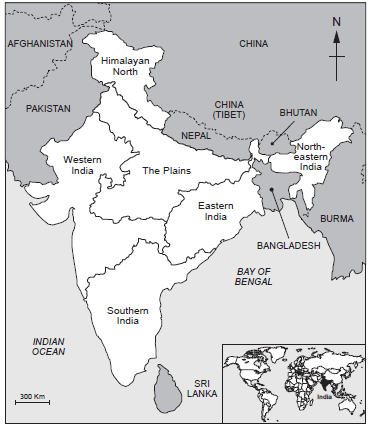 N
AFGHANISTAN
CHINA
Himalayan
North
PAKISTAN
CHINA
(TIBET)
BHUTAN
NEPAL
North-
eastern
India
Western
India
The Plains
Eastern
India
BURMA
BANGLADESH
BAY OF
BENGAL
Southern
India
INDIAN
OCEAN
SRI
LANKA
300 Km
India